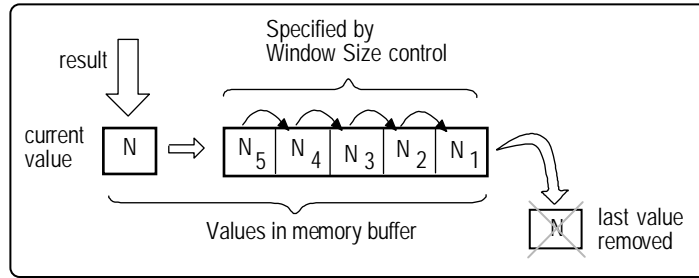 Specified by
Window Size control
result
current
value
N
N5 N4 N3 N2 N1
Values in memory buffer
N
last value
removed